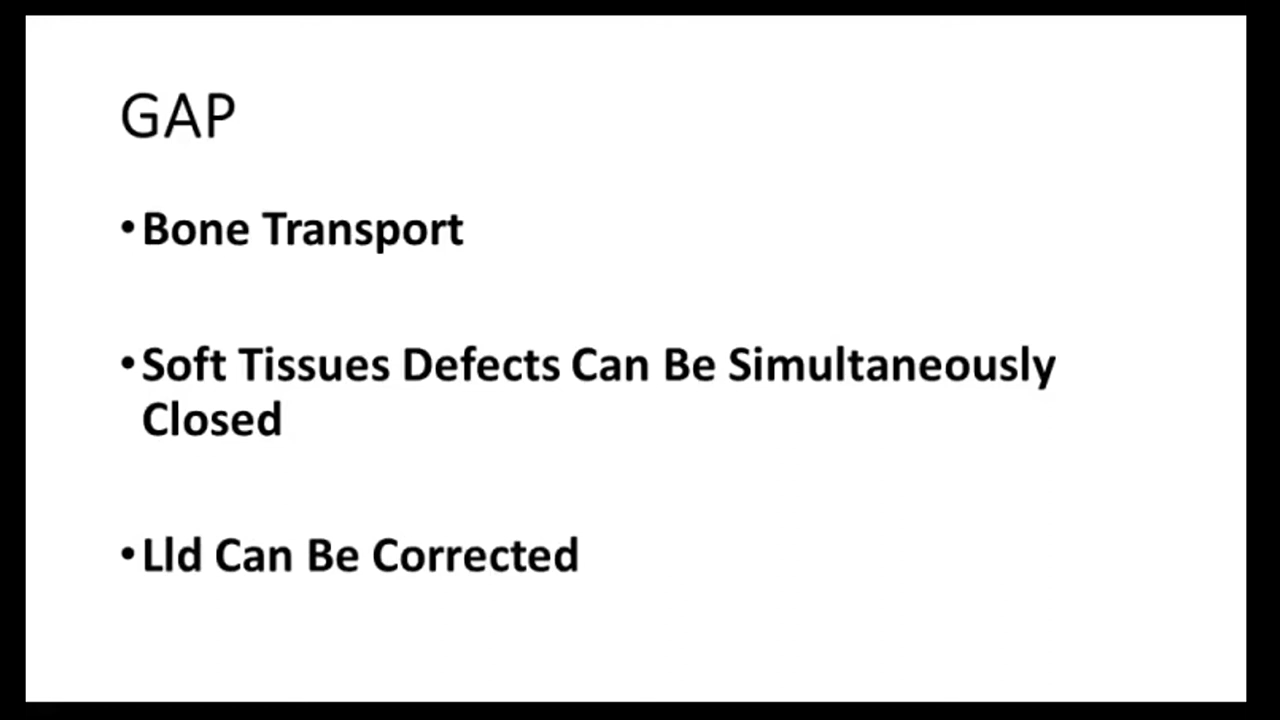 GAP
•Bone Transport
•Soft Tissues Defects Can Be Simultaneously
Closed
•Lld Can Be Corrected